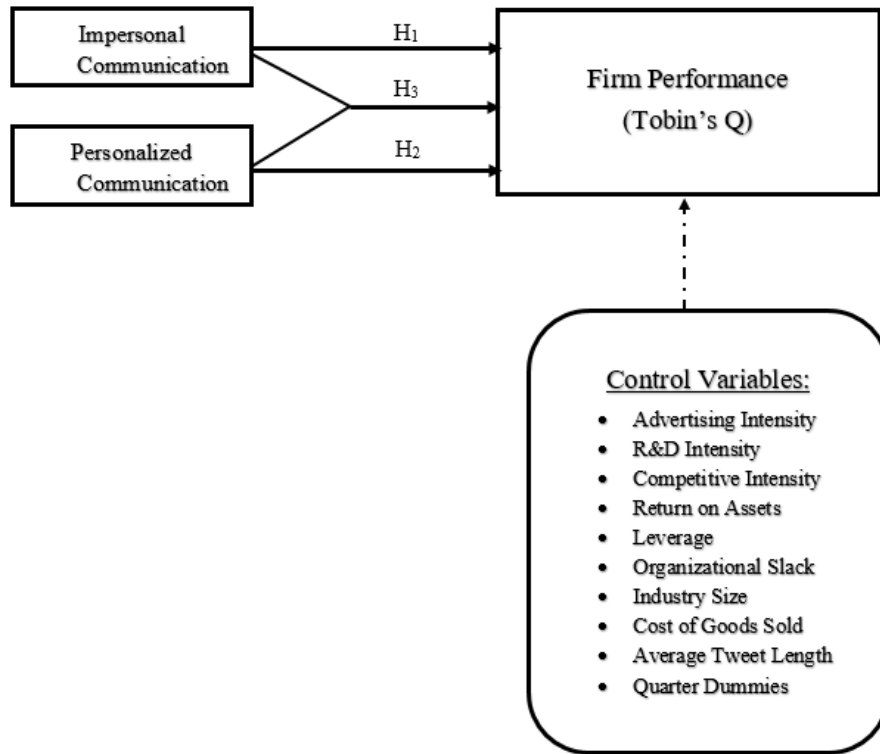 Impersonal
Communication
H₁
H₃
Personalized
Communication
H₂
Firm Performance
(Tobin’s Q)
Control Variables:
• Advertising Intensity
• R&D Intensity
• Competitive Intensity
• Return on Assets
• Leverage
• Organizational Slack
• Industry Size
• Cost of Goods Sold
• Average Tweet Length
• Quarter Dummies